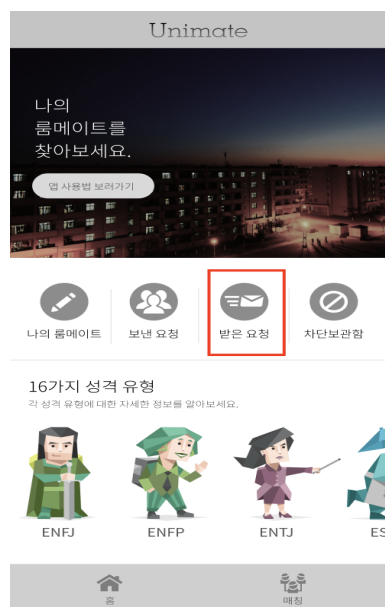 Unimate
나의
룸메이트를
찾아보세요.
앱 사용법 보러가기
나의 룸메이트
보낸 요청
받은 요청
차단보관함
16가지 성격 유형
각 성격 유형에 대한 자세한 정보를 알아보세요.
ENFJ
ENFP
ENTJ
ES
홈
매칭